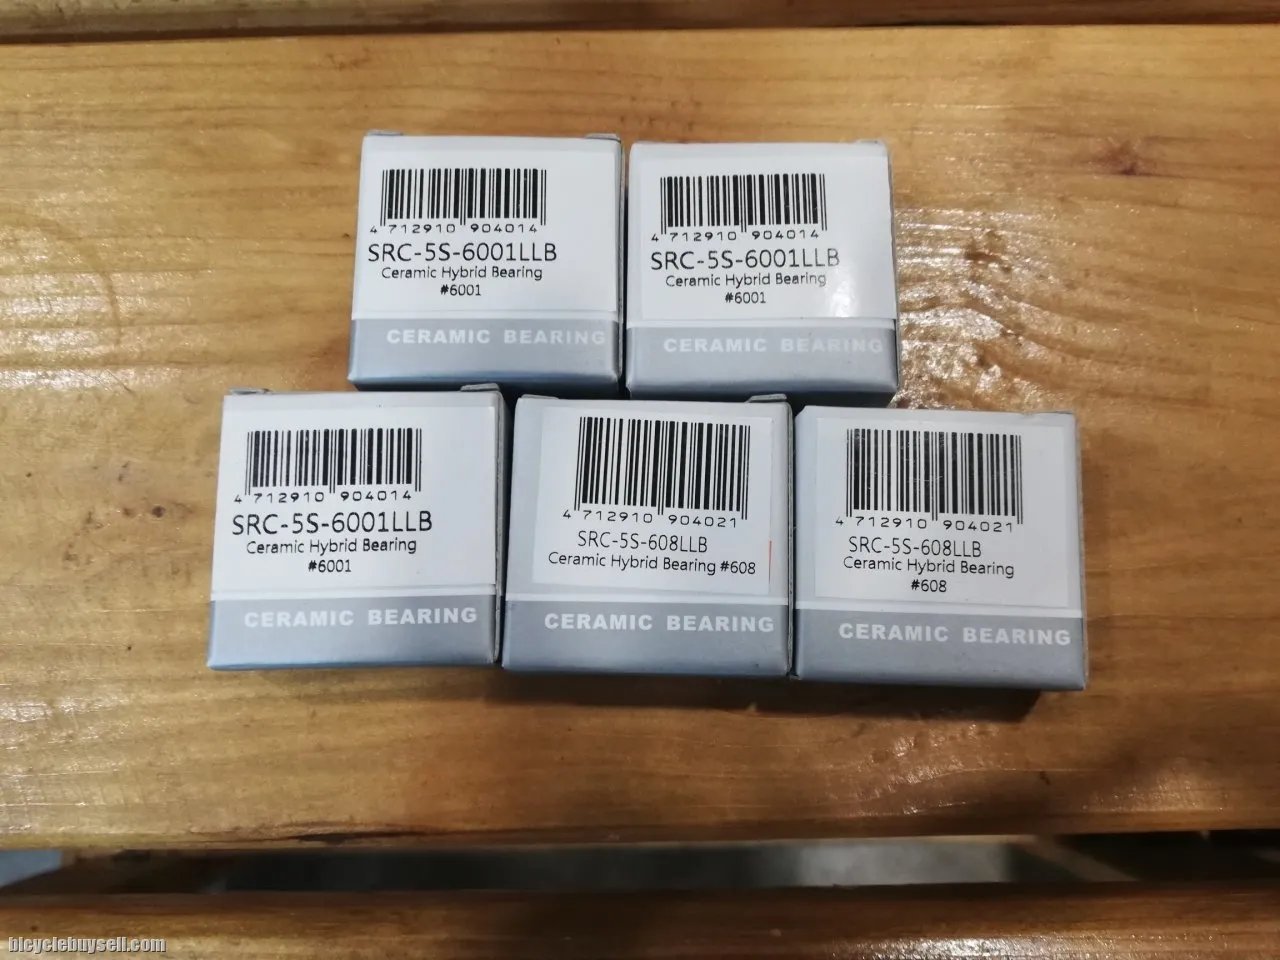 4 712910 904014
SRC-5S-6001LLB
Ceramic Hybrid Bearing
#6001
CERAMIC BEARING
4 712910 904014
SRC-5S-6001LLB
Ceramic Hybrid Bearing
#6001
CERAMIC BEARING
4 712910 904014
SRC-5S-6001LLB
Ceramic Hybrid Bearing
#6001
CERAMIC BEARING
4 712910 904021
SRC-5S-608LLB
Ceramic Hybrid Bearing #608
CERAMIC BEARING
4 712910 904021
SRC-5S-608LLB
Ceramic Hybrid Bearing
#608
CERAMIC BEARING
bicyclebuysell.com